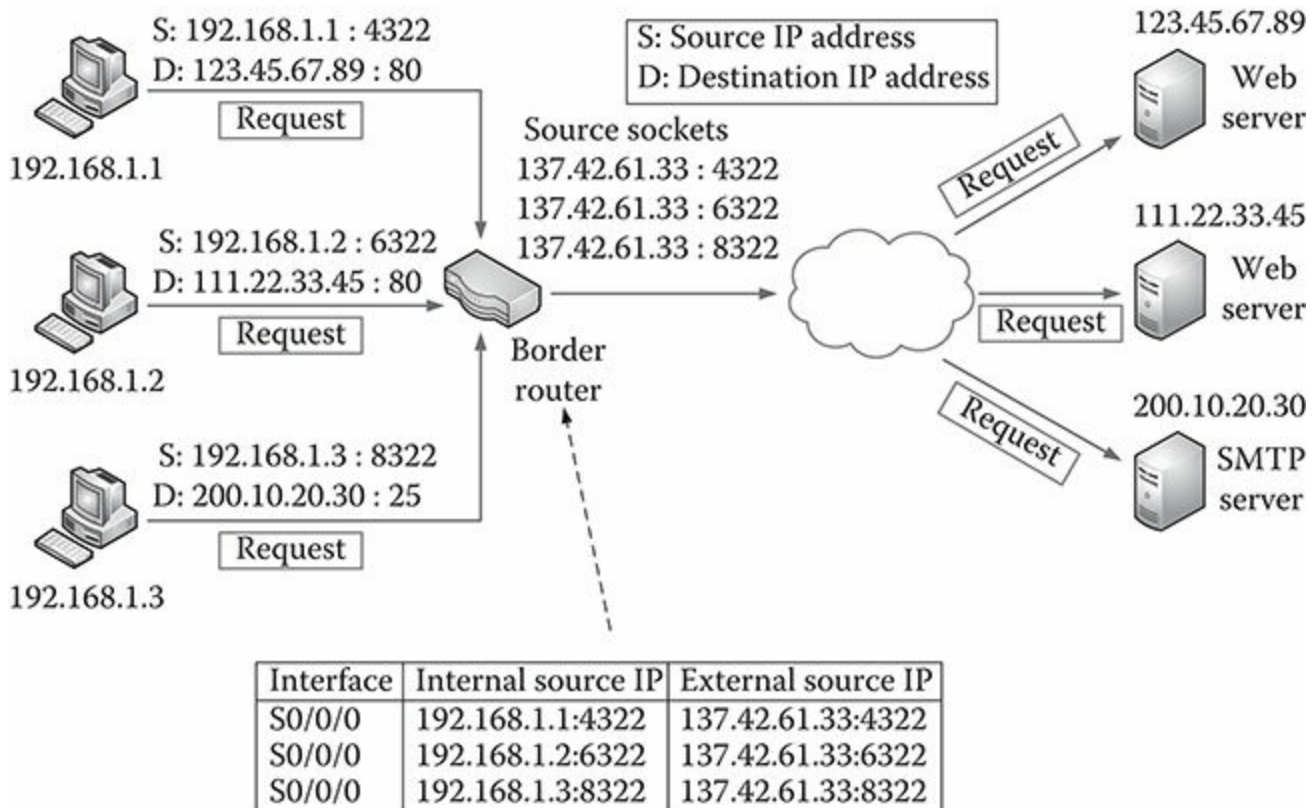 S: 192.168.1.1 : 4322
D: 123.45.67.89 : 80
Request
192.168.1.1
S: Source IP address
D: Destination IP address
123.45.67.89
Web
server
Source sockets
137.42.61.33 : 4322
137.42.61.33 : 6322
137.42.61.33 : 8322
Request
S: 192.168.1.2 : 6322
D: 111.22.33.45 : 80
Request
192.168.1.2
Border
router
111.22.33.45
Web
server
Request
S: 192.168.1.3 : 8322
D: 200.10.20.30 : 25
Request
192.168.1.3
Request
200.10.20.30
SMTP
server
Interface Internal source IP External source IP
S0/0/0 192.168.1.1:4322 137.42.61.33:4322
S0/0/0 192.168.1.2:6322 137.42.61.33:6322
S0/0/0 192.168.1.3:8322 137.42.61.33:8322